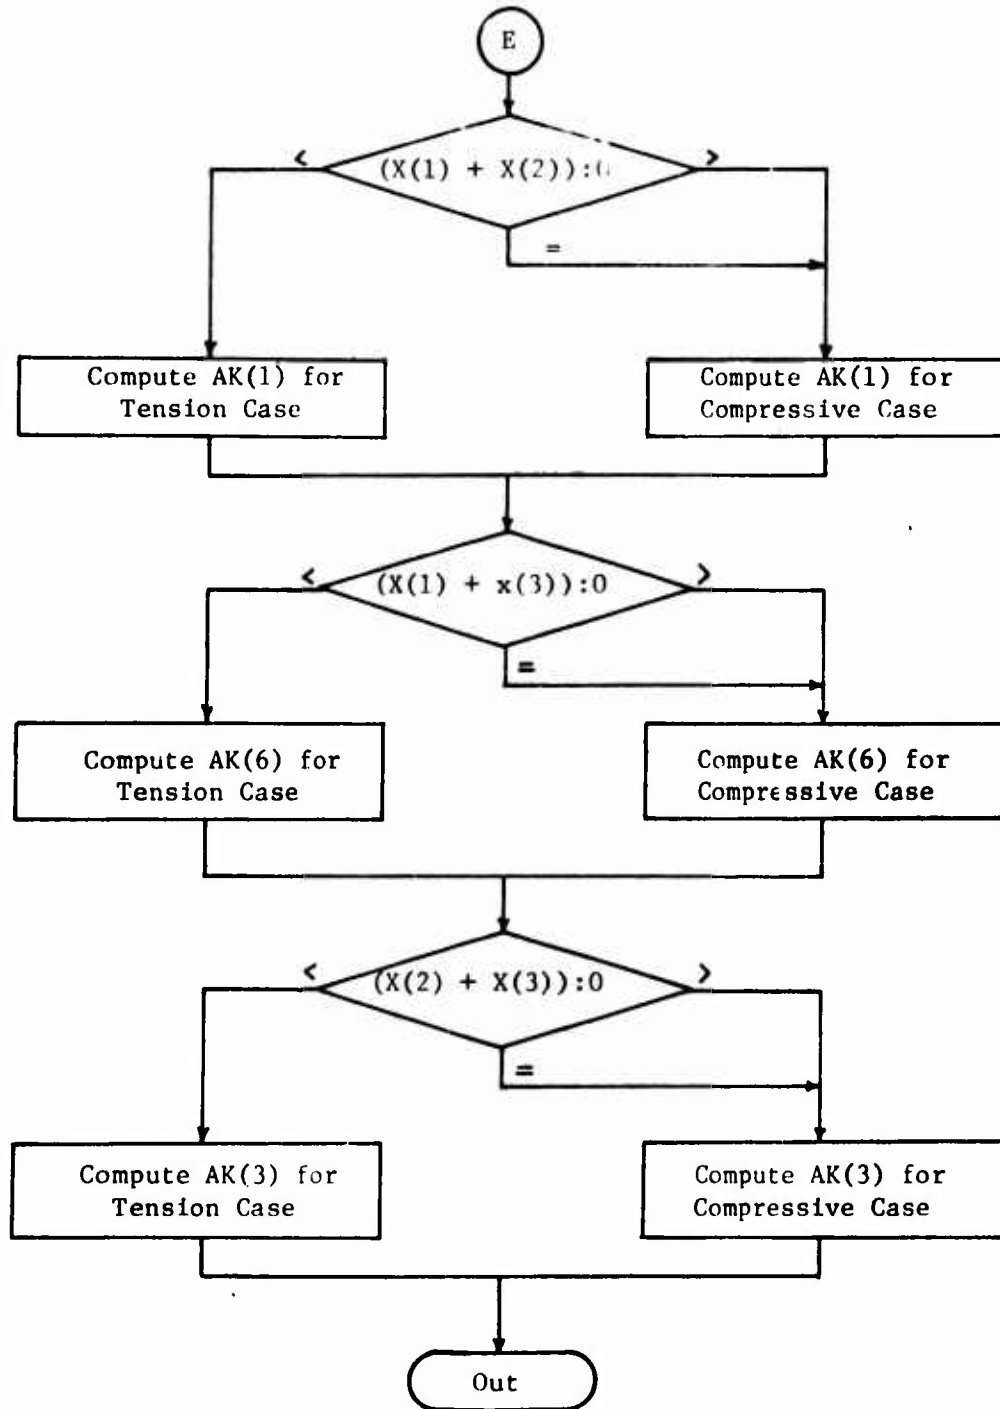 E
<
(X(1) + X(2)):0
>
=
Compute AK(1) for
Tension Case
Compute AK(1) for
Compressive Case
<
(X(1) + x(3)):0
>
=
Compute AK(6) for
Tension Case
Compute AK(6) for
Compressive Case
<
(X(2) + X(3)):0
>
=
Compute AK(3) for
Tension Case
Compute AK(3) for
Compressive Case
Out